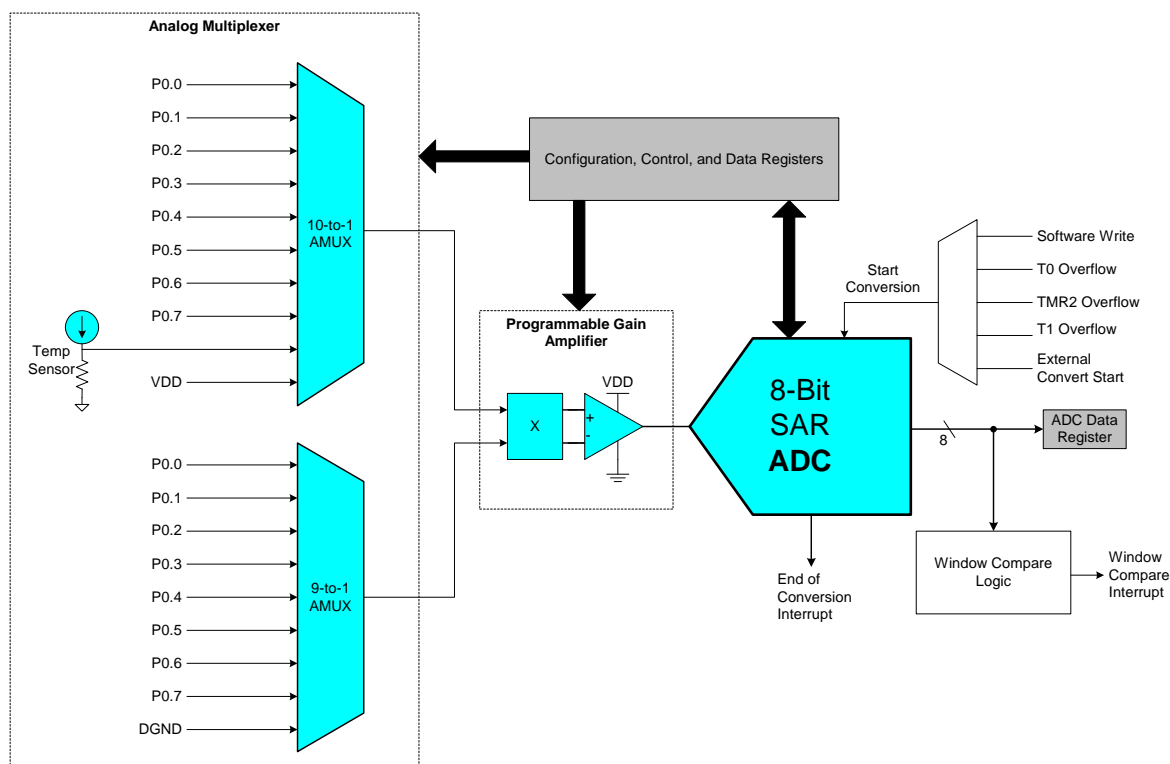 Analog Multiplexer
P0.0
P0.1
P0.2
P0.3
P0.4
P0.5
P0.6
P0.7
Temp
Sensor
VDD
10-to-1
AMUX
P0.0
P0.1
P0.2
P0.3
P0.4
P0.5
P0.6
P0.7
DGND
9-to-1
AMUX
Configuration, Control, and Data Registers
Programmable Gain
Amplifier
X
+
-
VDD
Start
Conversion
Software Write
T0 Overflow
TMR2 Overflow
T1 Overflow
External
Convert Start
8-Bit
SAR
ADC
8
ADC Data
Register
End of
Conversion
Interrupt
Window Compare
Logic
Window
Compare
Interrupt